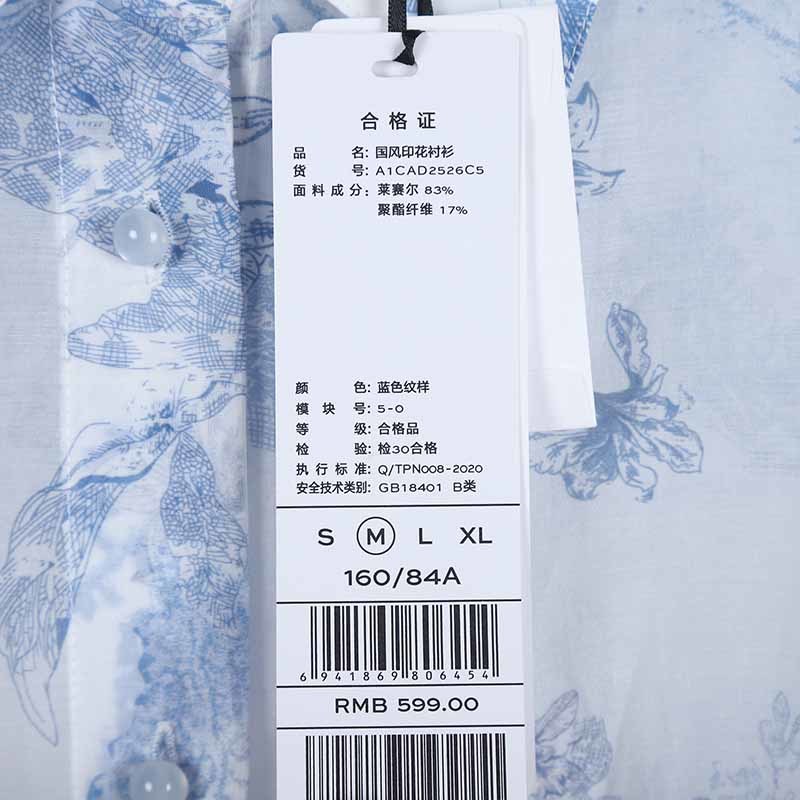 合格证
品名：国风印花衬衫
货号：A1CAD2526C5
面料成分：莱赛尔 83%
聚酯纤维 17%
颜色：蓝色纹样
模块号：5-0
等级：合格品
检验：检30合格
执行标准：Q/TPN008-2020
安全技术类别：GB18401 B类
S M L XL
160/84A
6 941869 806454
RMB 599.00